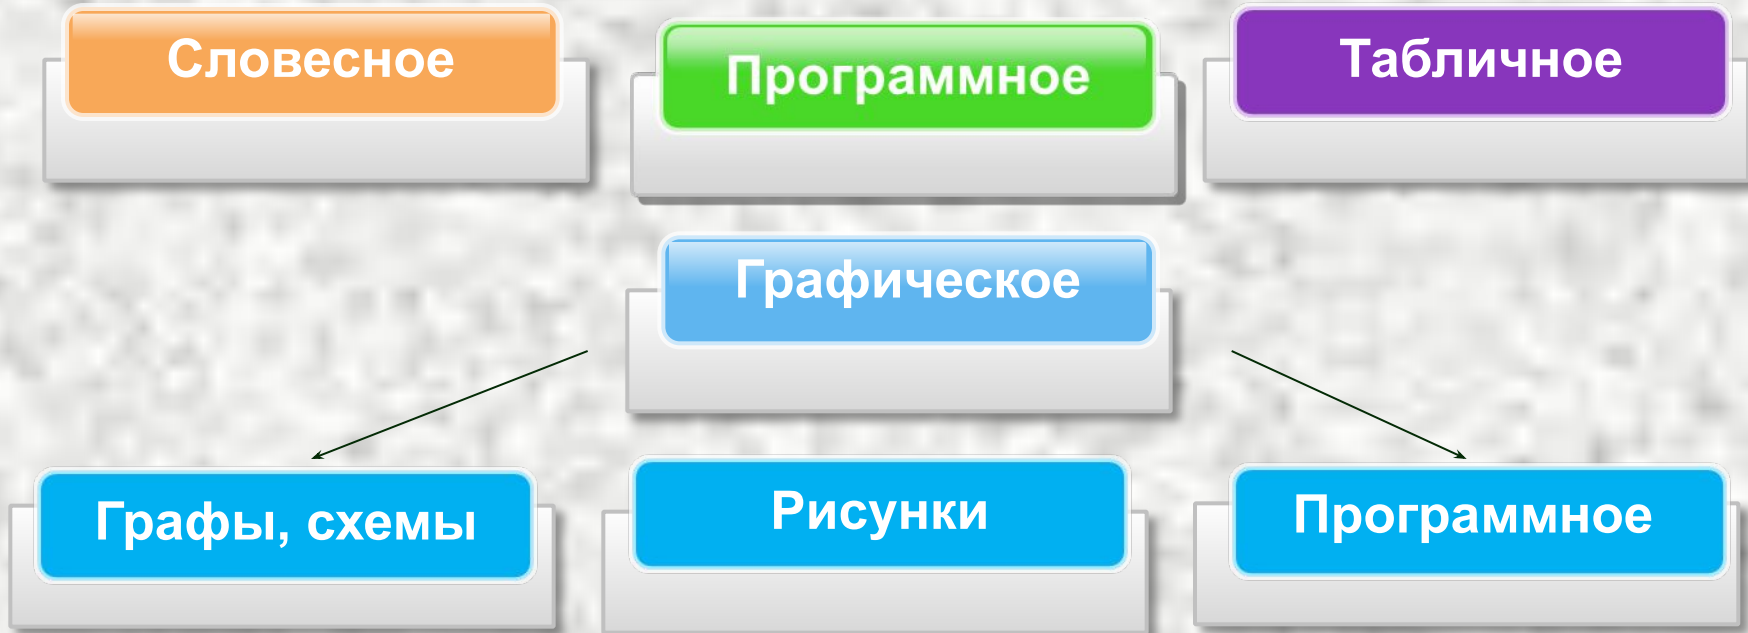 Словесное
Программное
Табличное
Графическое
Графы, схемы
Рисунки
Программное